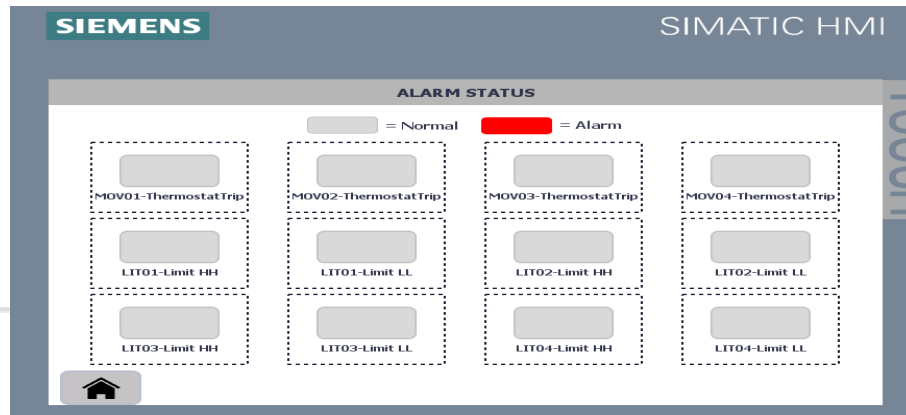 SIEMENS
SIMATIC HMI
ALARM STATUS
= Normal
= Alarm
MOV01-ThermostatTrip
MOV02-ThermostatTrip
MOV03-ThermostatTrip
MOV04-ThermostatTrip
LIT01-Limit HH
LIT01-Limit LL
LIT02-Limit HH
LIT02-Limit LL
LIT03-Limit HH
LIT03-Limit LL
LIT04-Limit HH
LIT04-Limit LL